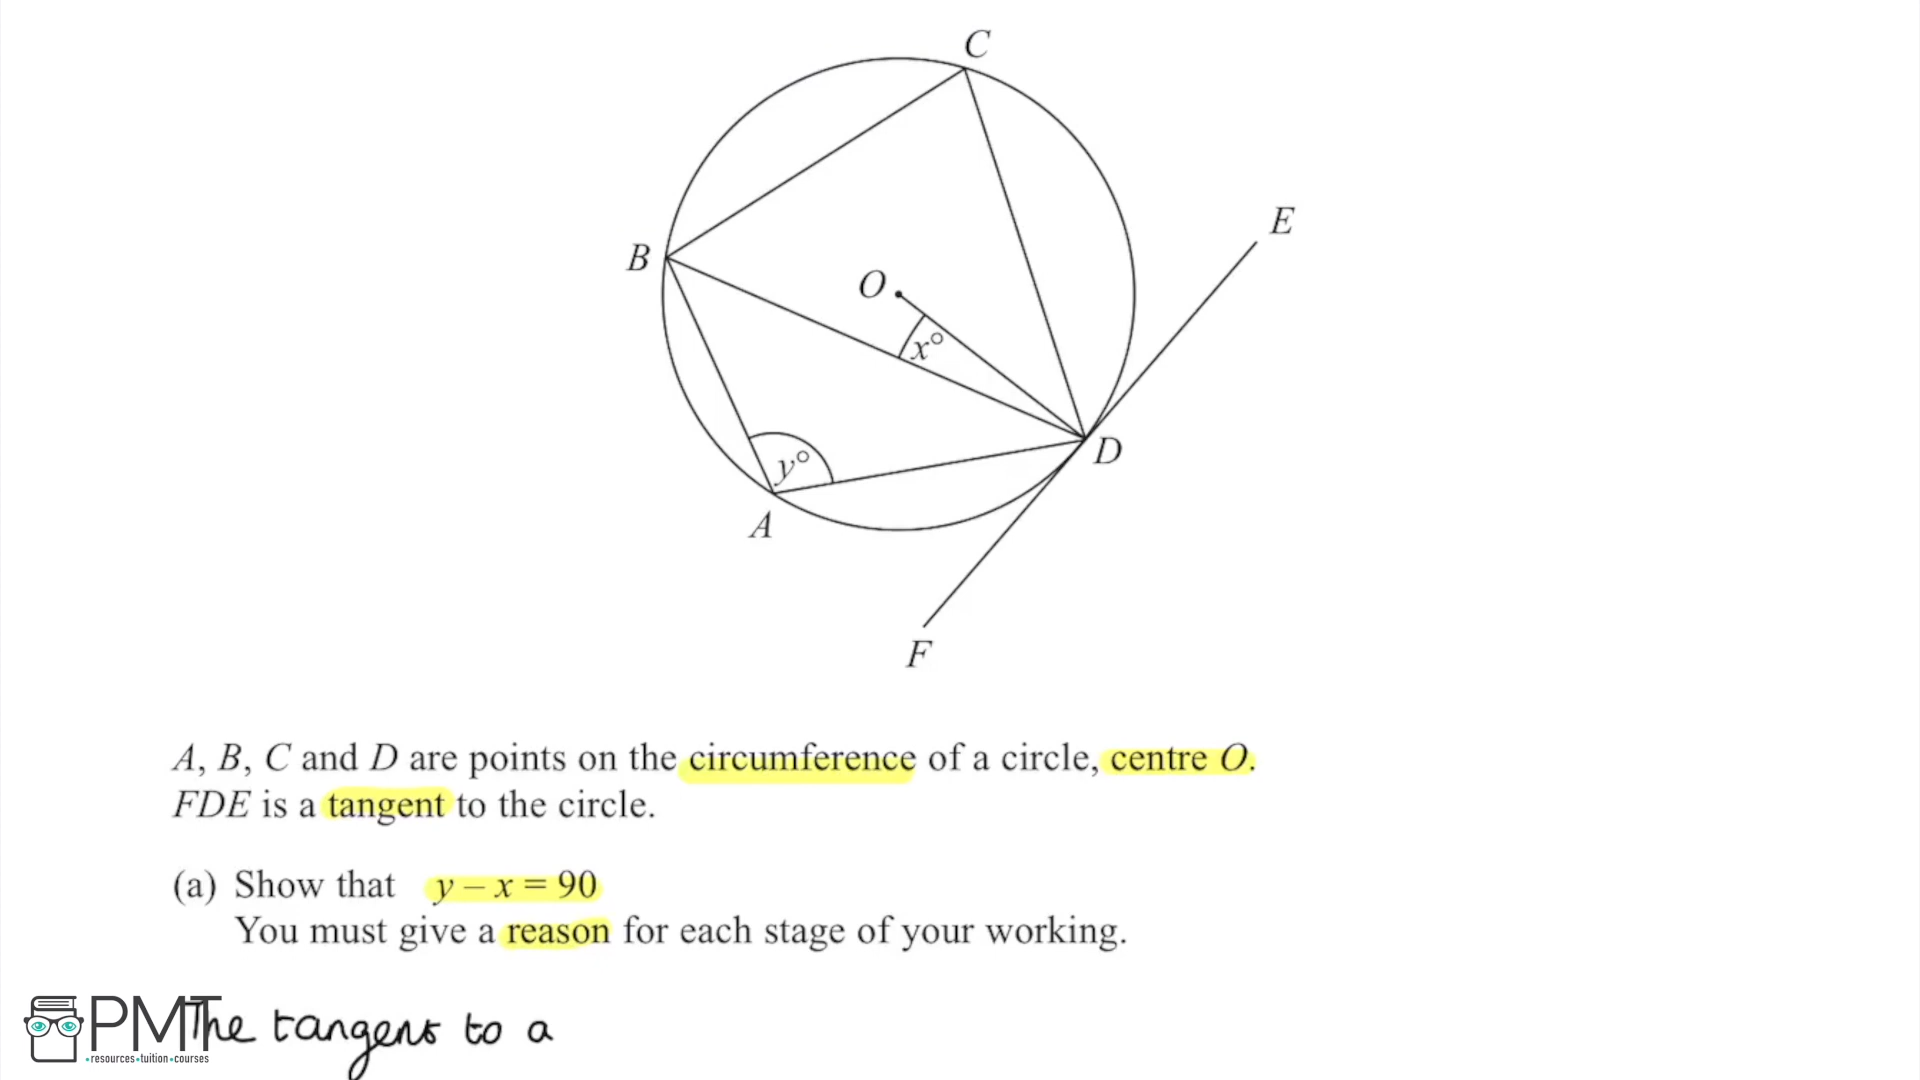 C
E
B
O
x°
D
y°
A
F
A, B, C and D are points on the circumference of a circle, centre O.
FDE is a tangent to the circle.
(a) Show that y – x = 90
You must give a reason for each stage of your working.
The tangent to a
PMT
resources•tuition•courses